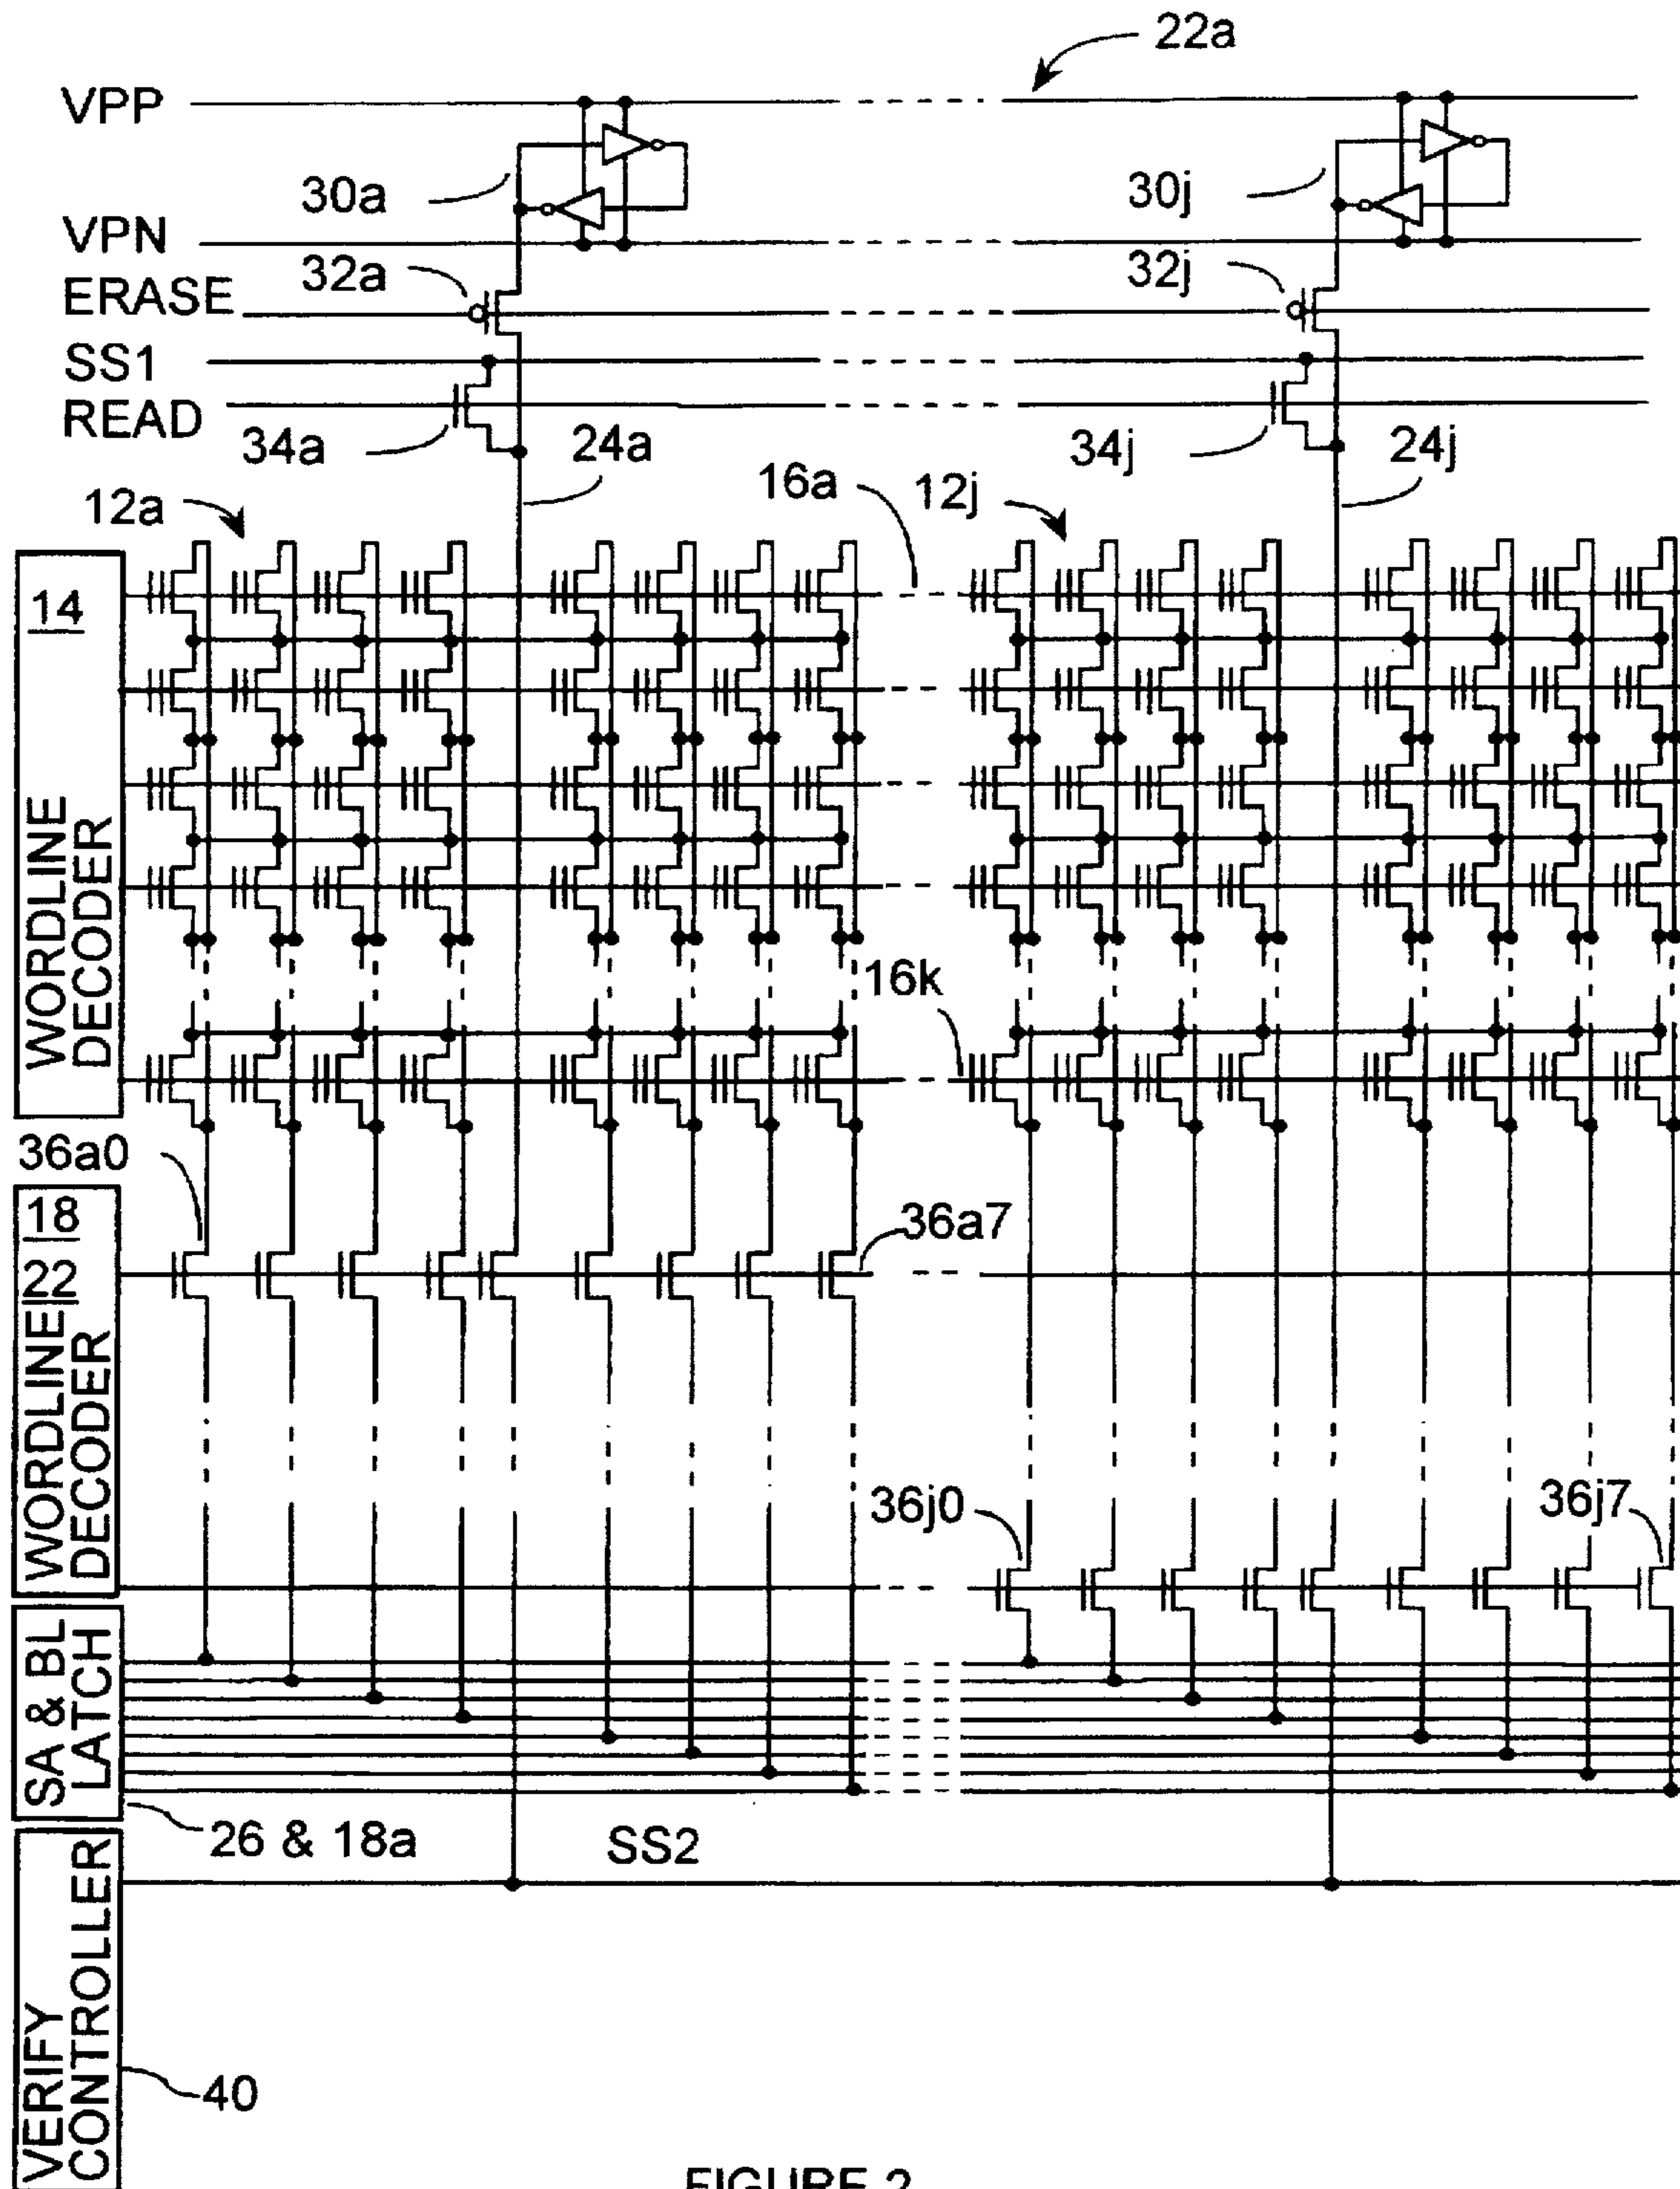 22a
VPP
30a
30j
VPN
32a
32j
ERASE
SS1
READ
34a
24a
34j
24j
16a
12j
12a
14
WORDLINE
DECODER
16k
36a0
18
22
WORDLINE
DECODER
36a7
36j0
36j7
SA & BL
LATCH
26 & 18a
SS2
VERIFY
CONTROLLER
40
FIGURE 2